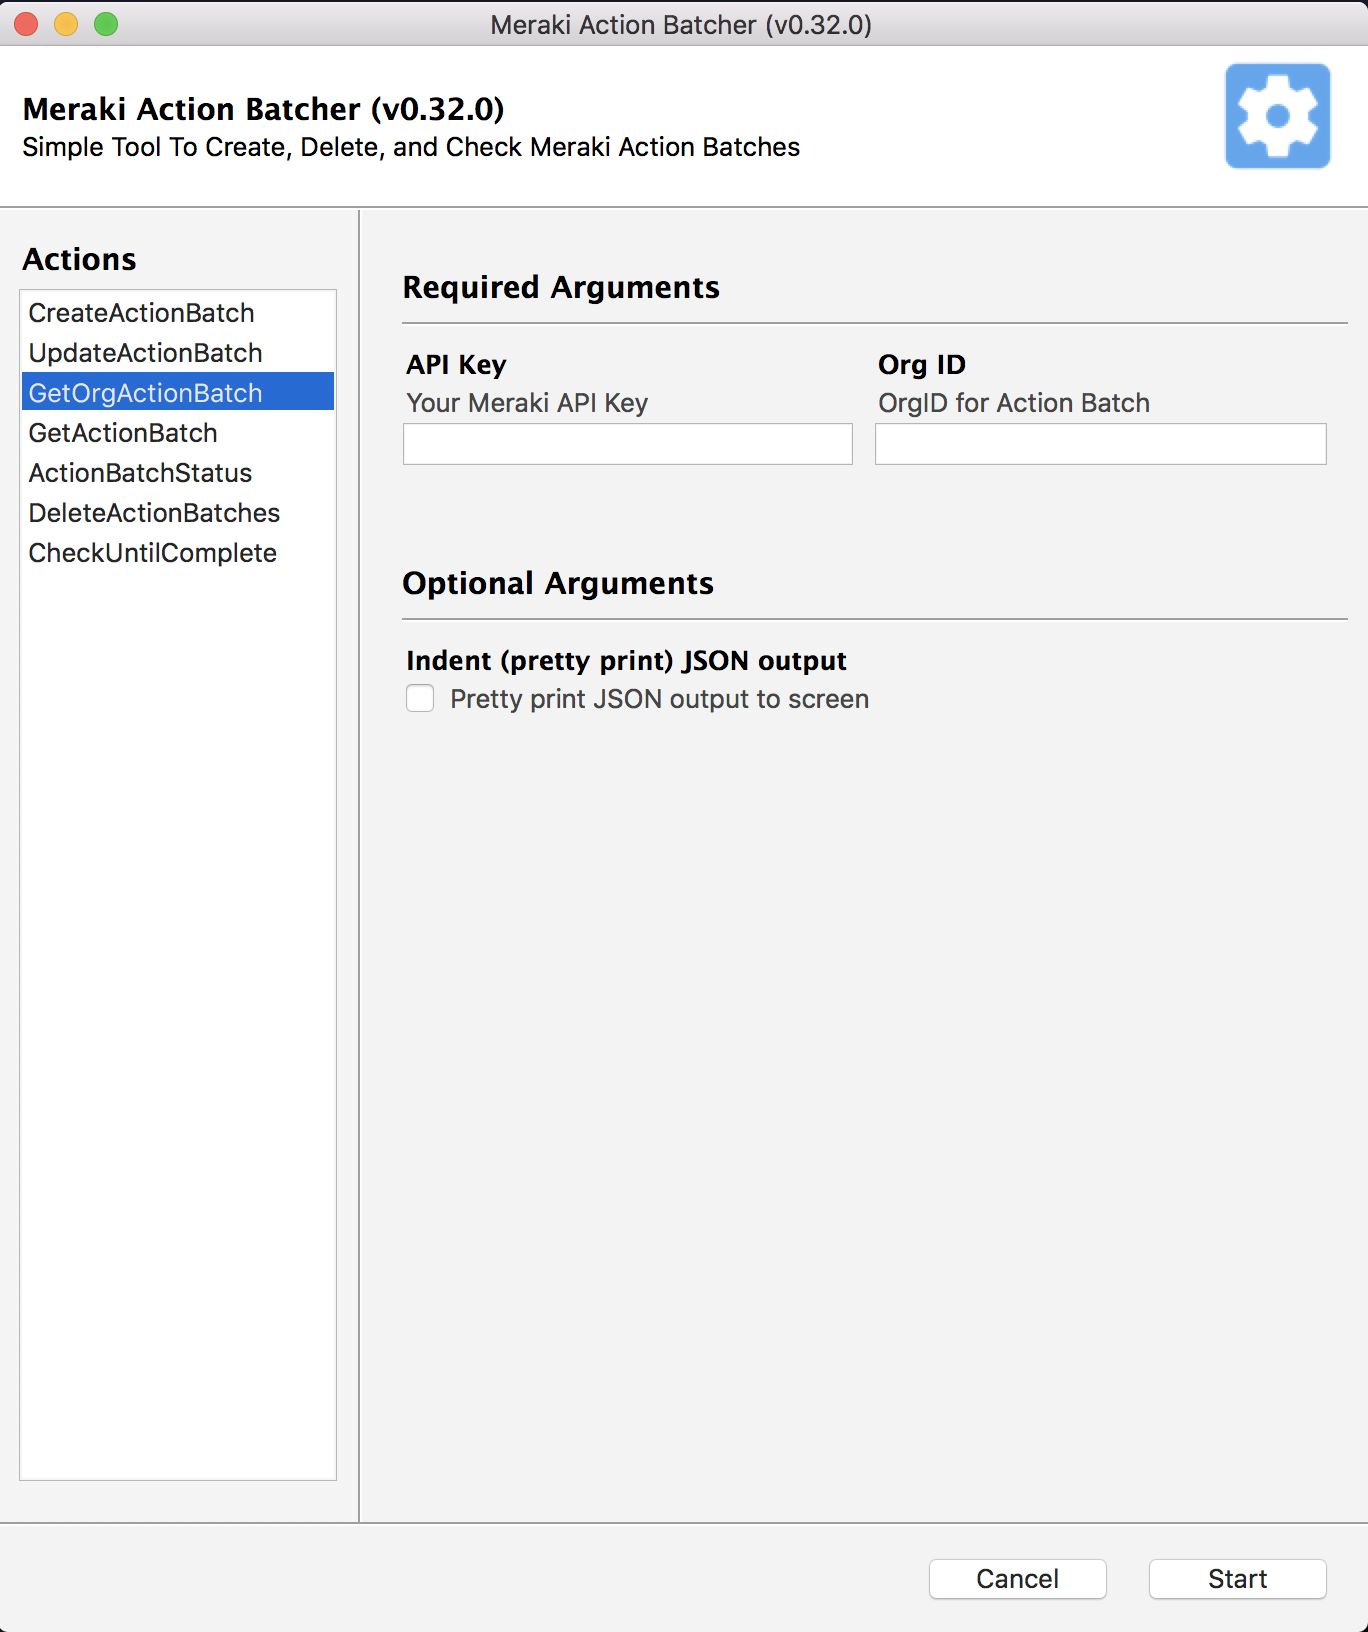 Meraki Action Batcher (v0.32.0)
Meraki Action Batcher (v0.32.0)
Simple Tool To Create, Delete, and Check Meraki Action Batches
Actions
CreateActionBatch
UpdateActionBatch
GetOrgActionBatch
GetActionBatch
ActionBatchStatus
DeleteActionBatches
CheckUntilComplete
Required Arguments
API Key
Your Meraki API Key
Org ID
OrgID for Action Batch
Optional Arguments
Indent (pretty print) JSON output
Pretty print JSON output to screen
Cancel
Start